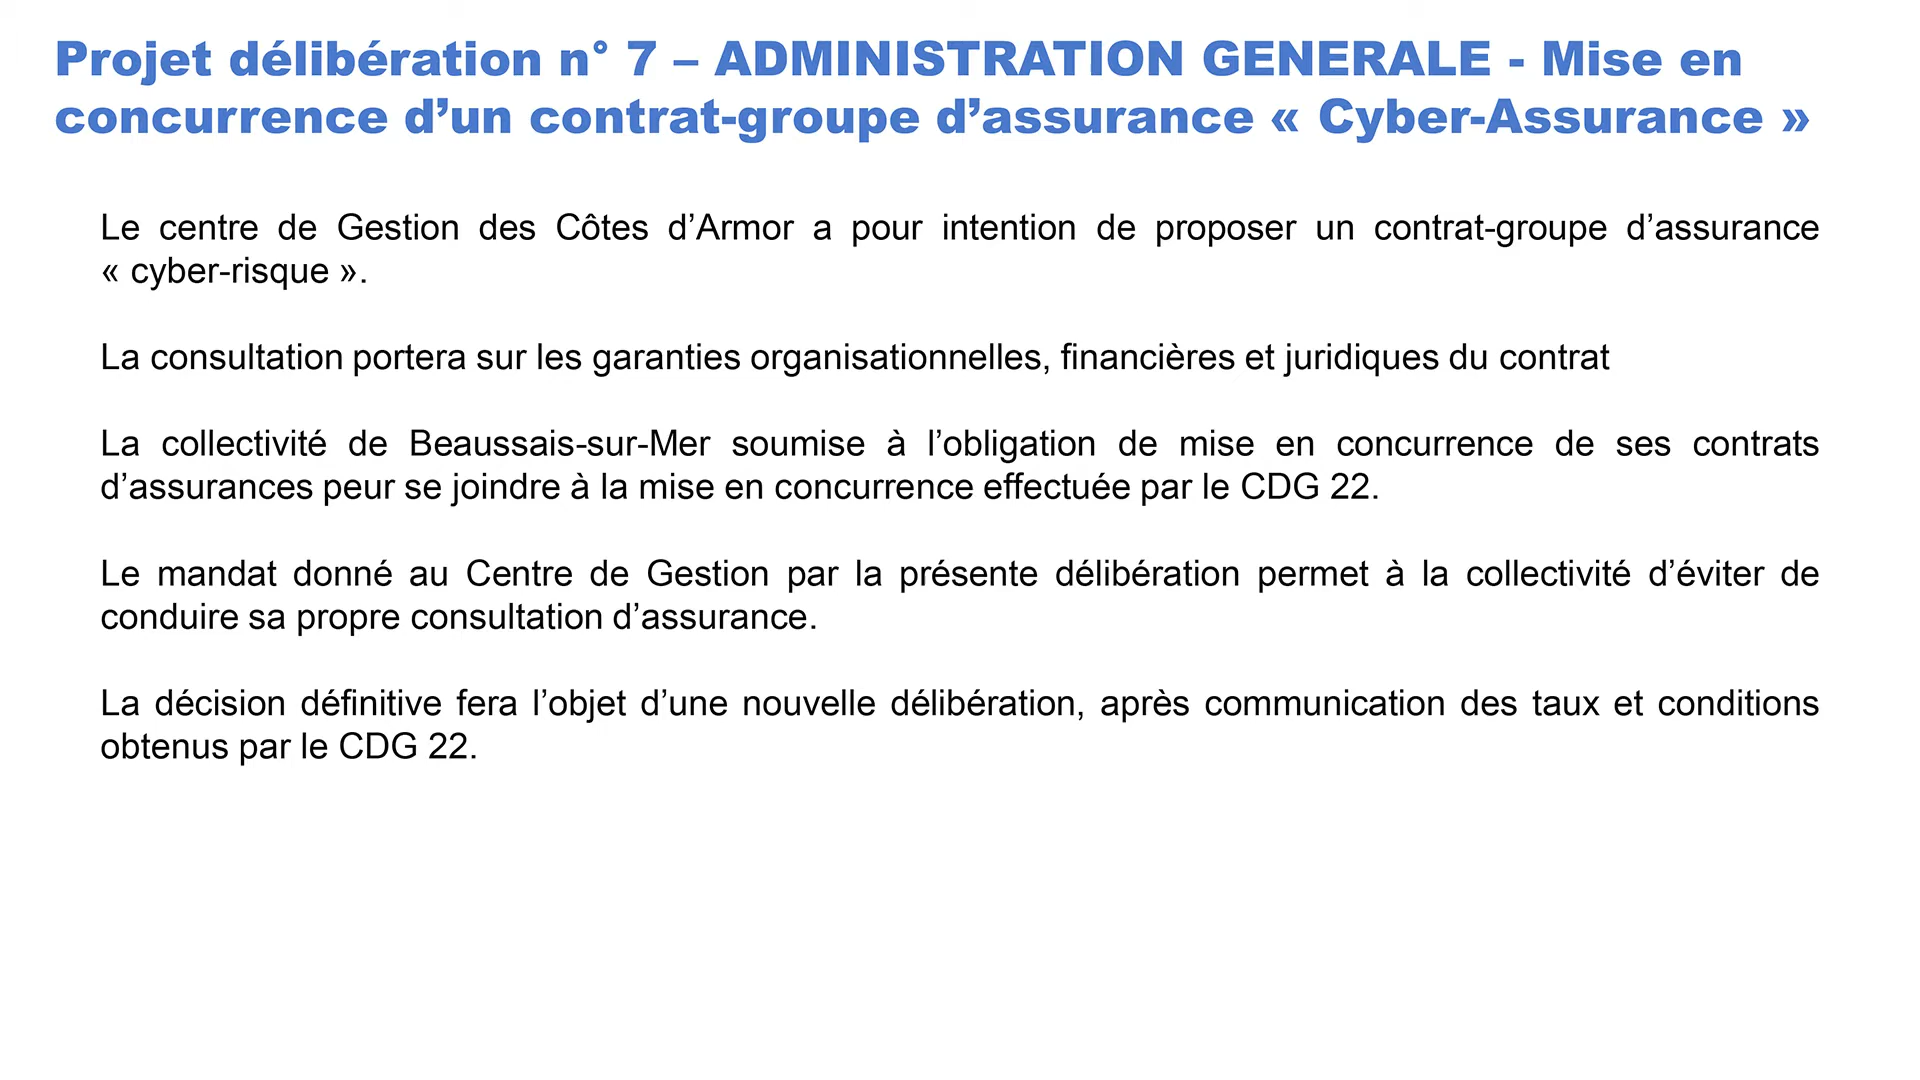 Projet délibération n° 7 – ADMINISTRATION GENERALE - Mise en
concurrence d’un contrat-groupe d’assurance « Cyber-Assurance »
Le centre de Gestion des Côtes d’Armor a pour intention de proposer un contrat-groupe d’assurance
« cyber-risque ».
La consultation portera sur les garanties organisationnelles, financières et juridiques du contrat
La collectivité de Beaussais-sur-Mer soumise à l’obligation de mise en concurrence de ses contrats
d’assurances peur se joindre à la mise en concurrence effectuée par le CDG 22.
Le mandat donné au Centre de Gestion par la présente délibération permet à la collectivité d’éviter de
conduire sa propre consultation d’assurance.
La décision définitive fera l’objet d’une nouvelle délibération, après communication des taux et conditions
obtenus par le CDG 22.